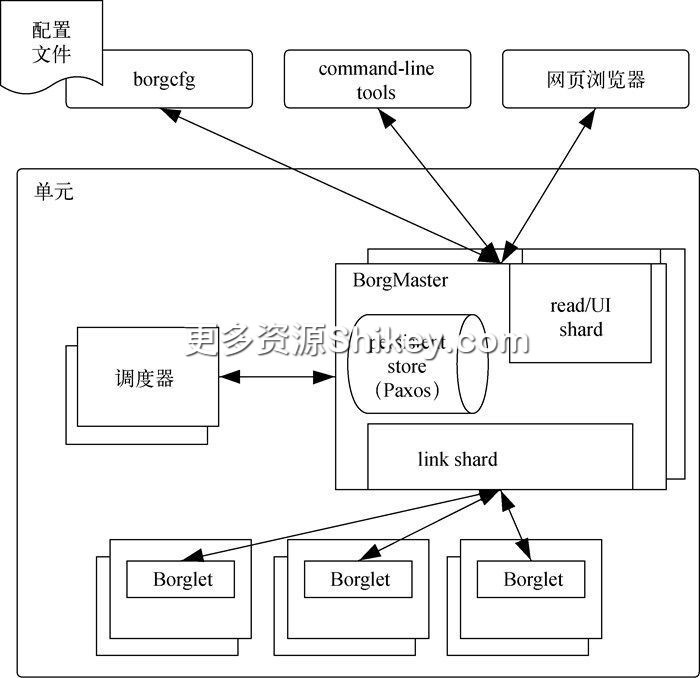 配置
文件
borgcfg
command-line
tools
网页浏览器
单元
BorgMaster
read/UI
shard
更多资源Shikey.com
persistent
store
(Paxos)
调度器
link shard
Borglet
Borglet
Borglet